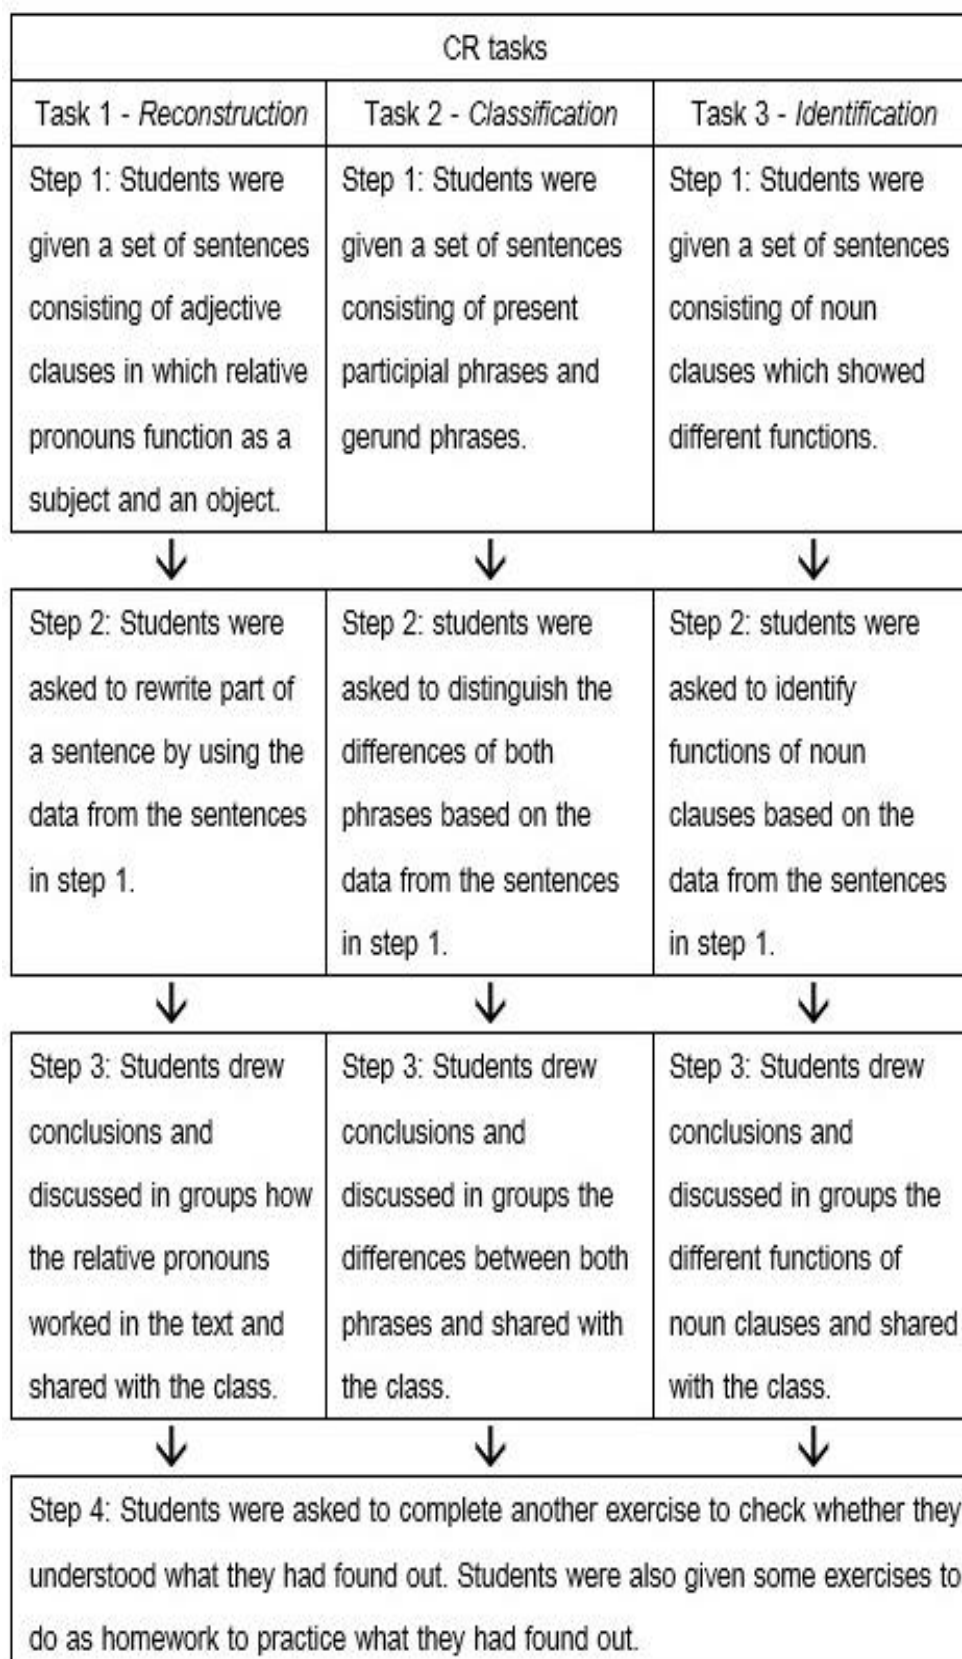 CR tasks
Task 1 - Reconstruction
Task 2 - Classification
Task 3 - Identification
Step 1: Students were
given a set of sentences
consisting of adjective
clauses in which relative
pronouns function as a
subject and an object.
Step 1: Students were
given a set of sentences
consisting of present
participial phrases and
gerund phrases.
Step 1: Students were
given a set of sentences
consisting of noun
clauses which showed
different functions.
Step 2: Students were
asked to rewrite part of
a sentence by using the
data from the sentences
in step 1.
Step 2: students were
asked to distinguish the
differences of both
phrases based on the
data from the sentences
in step 1.
Step 2: students were
asked to identify
functions of noun
clauses based on the
data from the sentences
in step 1.
Step 3: Students drew
conclusions and
discussed in groups how
the relative pronouns
worked in the text and
shared with the class.
Step 3: Students drew
conclusions and
discussed in groups the
differences between both
phrases and shared with
the class.
Step 3: Students drew
conclusions and
discussed in groups the
different functions of
noun clauses and shared
with the class.
Step 4: Students were asked to complete another exercise to check whether they
understood what they had found out. Students were also given some exercises to
do as homework to practice what they had found out.